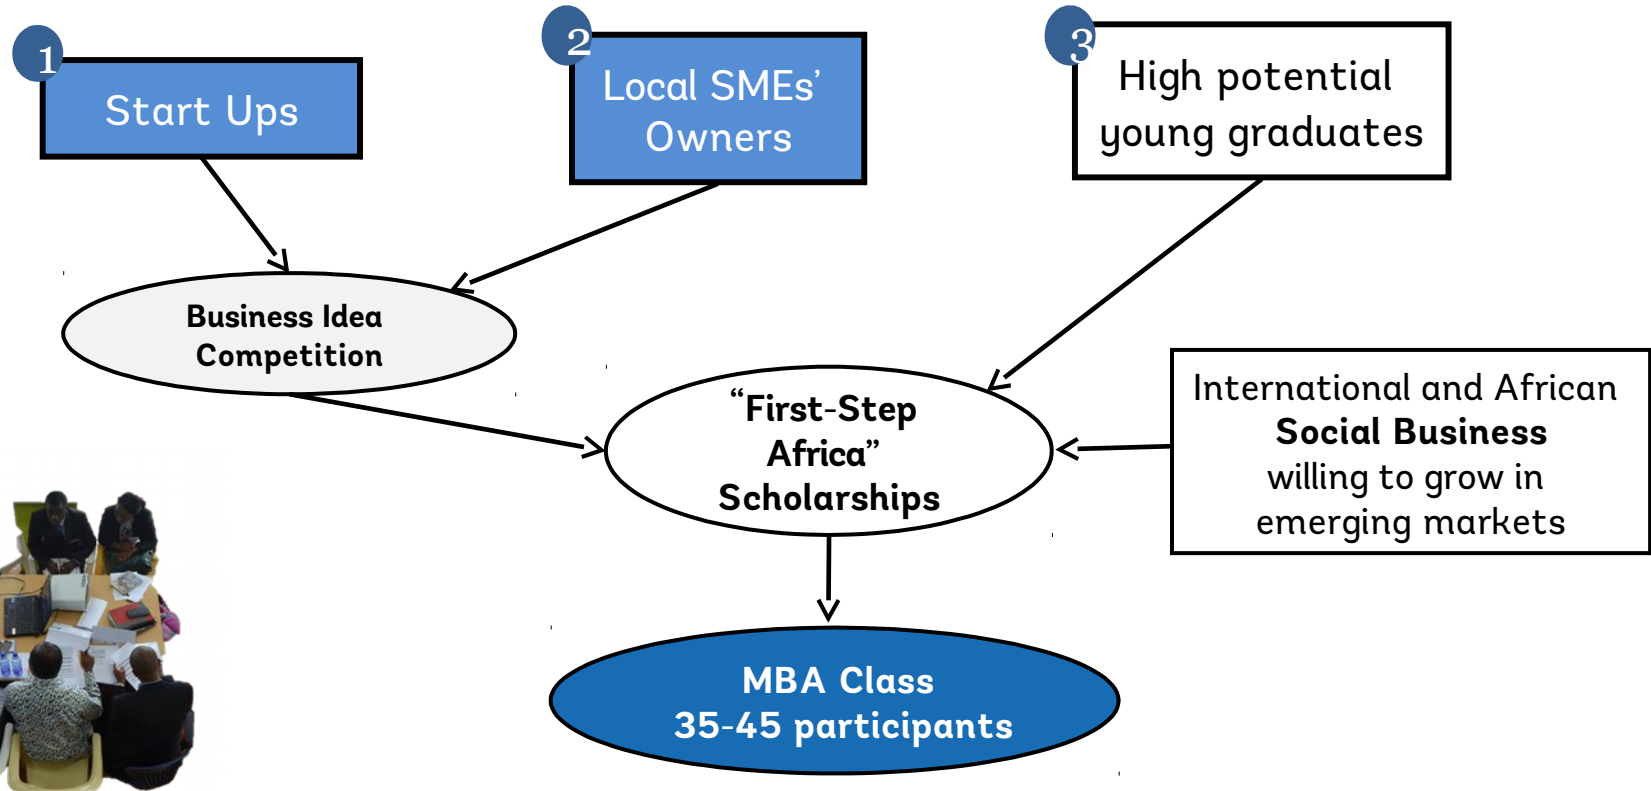 1
Start Ups
2
Local SMEs’
Owners
3
High potential
young graduates
Business Idea
Competition
“First-Step
Africa”
Scholarships
International and African
Social Business
willing to grow in
emerging markets
MBA Class
35-45 participants